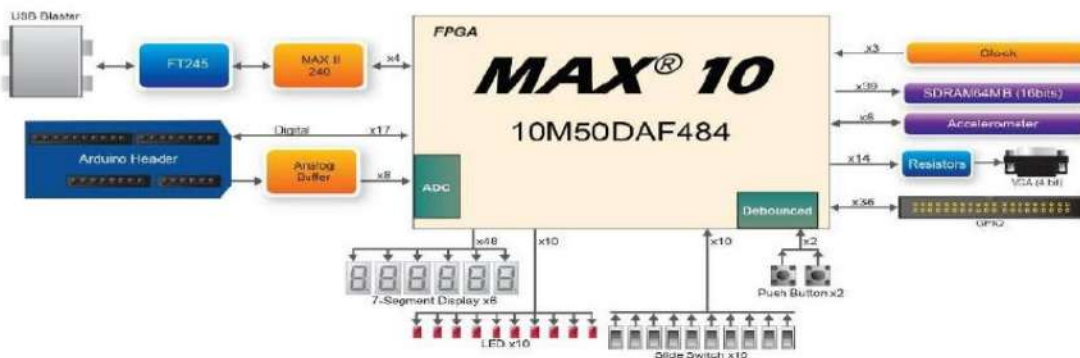 USB Blaster
FPGA
MAX® 10
10M50DAF484
FT245
MAX II
240
x4
x3
Clock
x39
SDRAM64MB (16bits)
Accelerometer
Digital
x17
Arduino Header
Analog
Buffer
x8
ADC
x14
Resistors
VGA (4 bit)
Debounced
x36
GPIO
x48
x10
x10
x2
7-Segment Display x6
Push Button x2
LED x10
Slide Switch x10